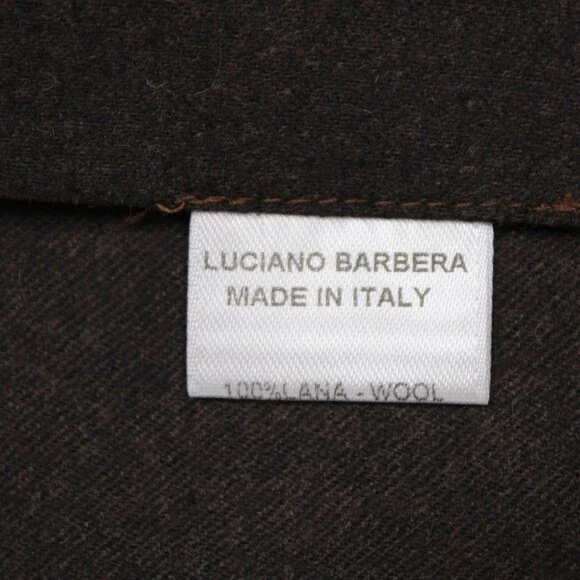 LUCIANO BARBERA
MADE IN ITALY
100%LANA - WOOL